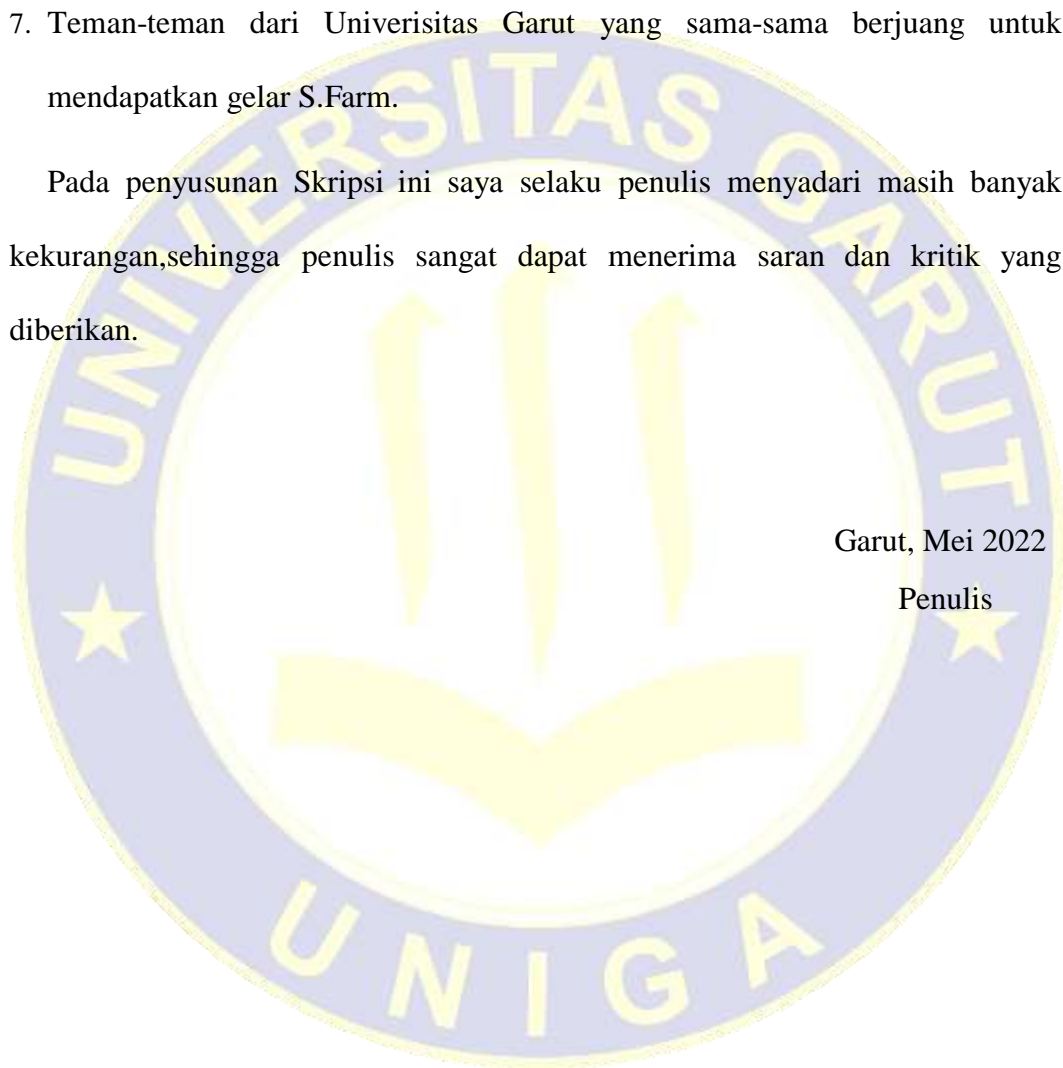 7. Teman-teman dari Univerisitas Garut yang sama-sama berjuang untuk
mendapatkan gelar S.Farm.
Pada penyusunan Skripsi ini saya selaku penulis menyadari masih banyak
kekurangan,sehingga penulis sangat dapat menerima saran dan kritik yang
diberikan.
Garut, Mei 2022
Penulis
UNIVERSITAS GARUT
UNIGA